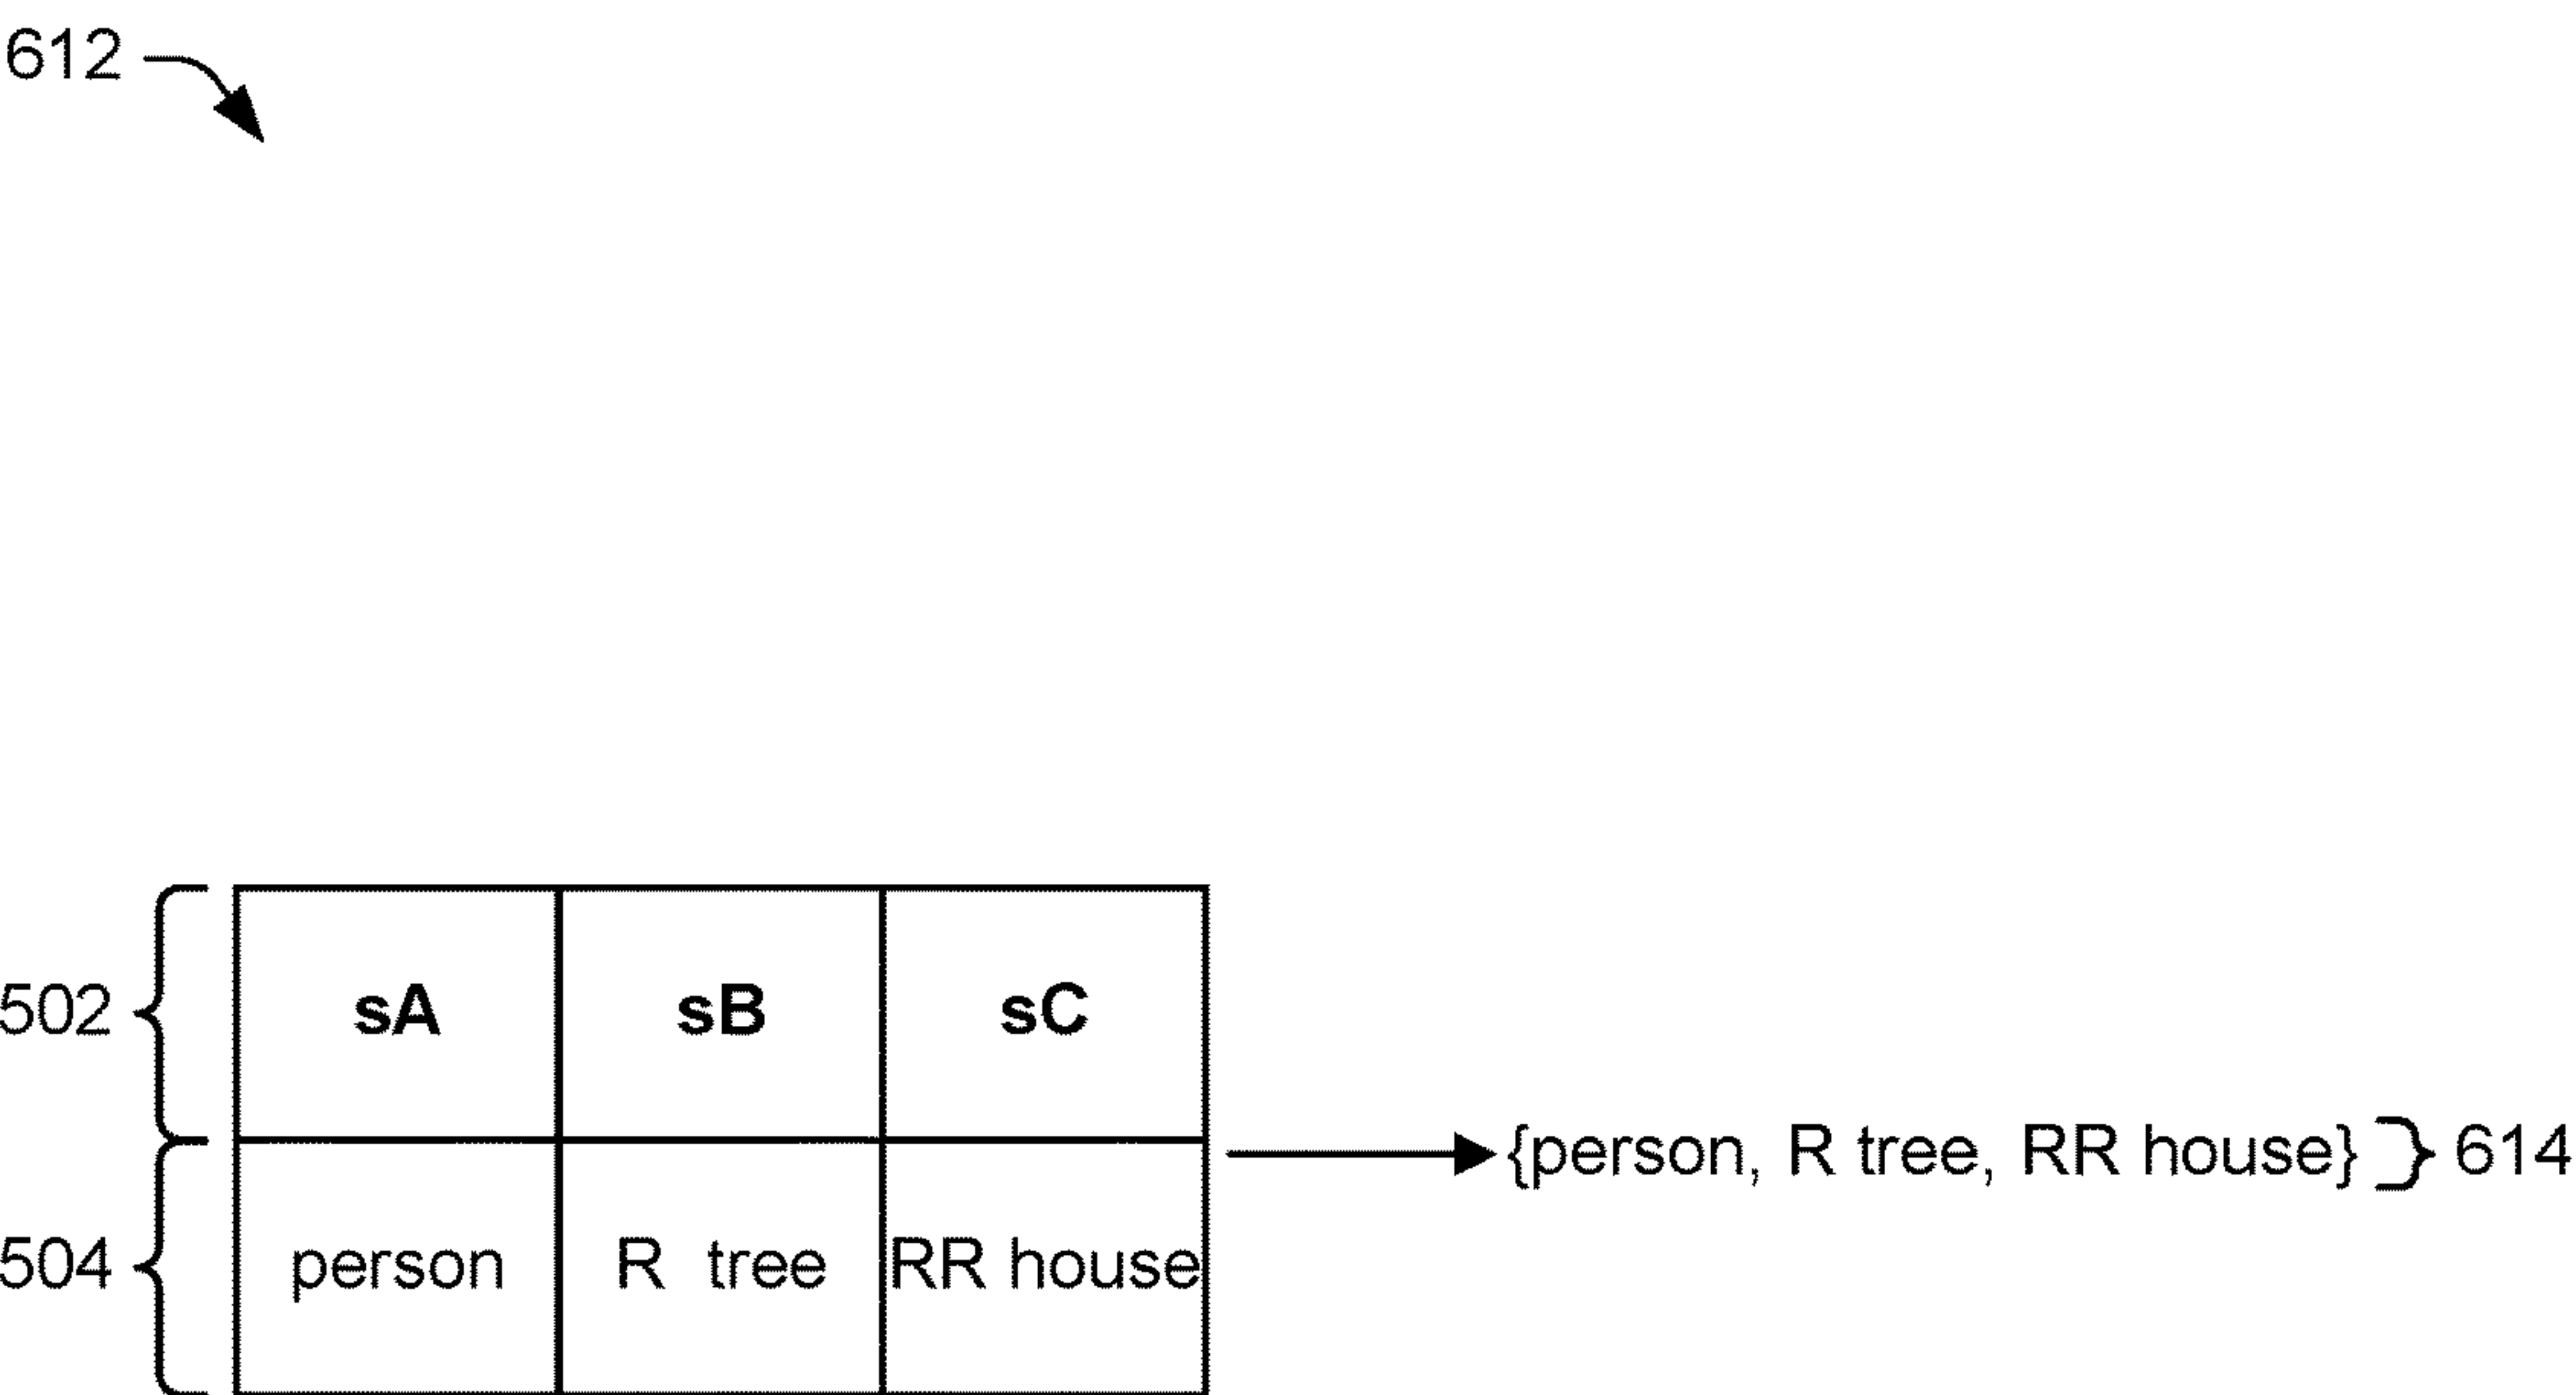 612
502 sA sB sC
{person, R tree, RR house} 614
504 person R tree RR house